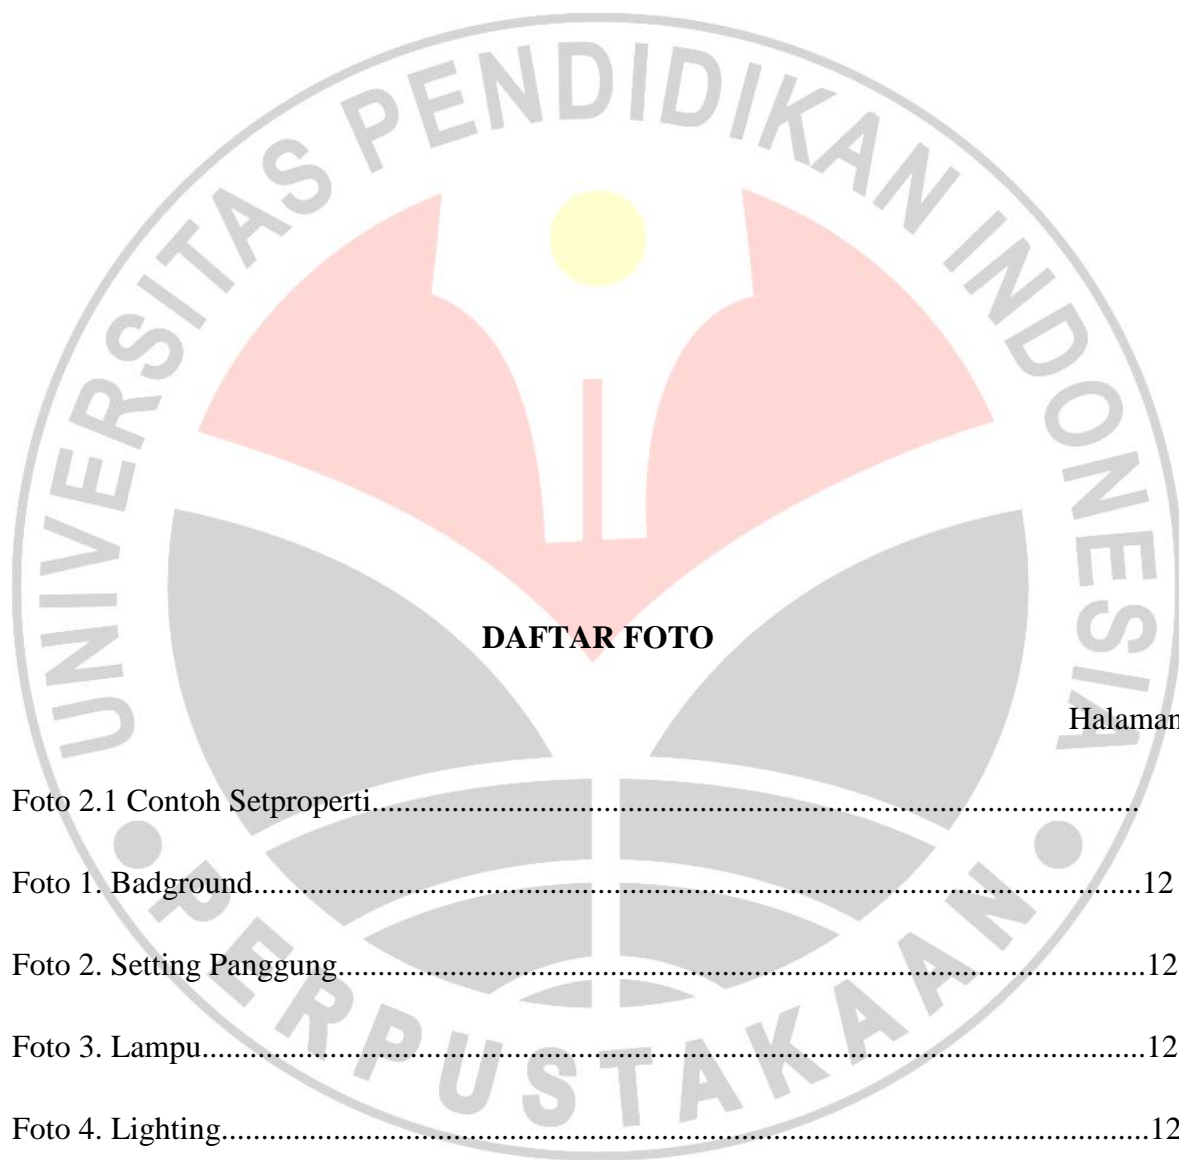 UNIVERSITAS PENDIDIKAN INDONESIA
DAFTAR FOTO
Halaman
Foto 2.1 Contoh Setproperti................................................................................................
Foto 1. Badground................................................................................................................12
Foto 2. Setting Panggung.....................................................................................................12
Foto 3. Lampu......................................................................................................................12
Foto 4. Lighting....................................................................................................................12
PERPUSTAKAAN